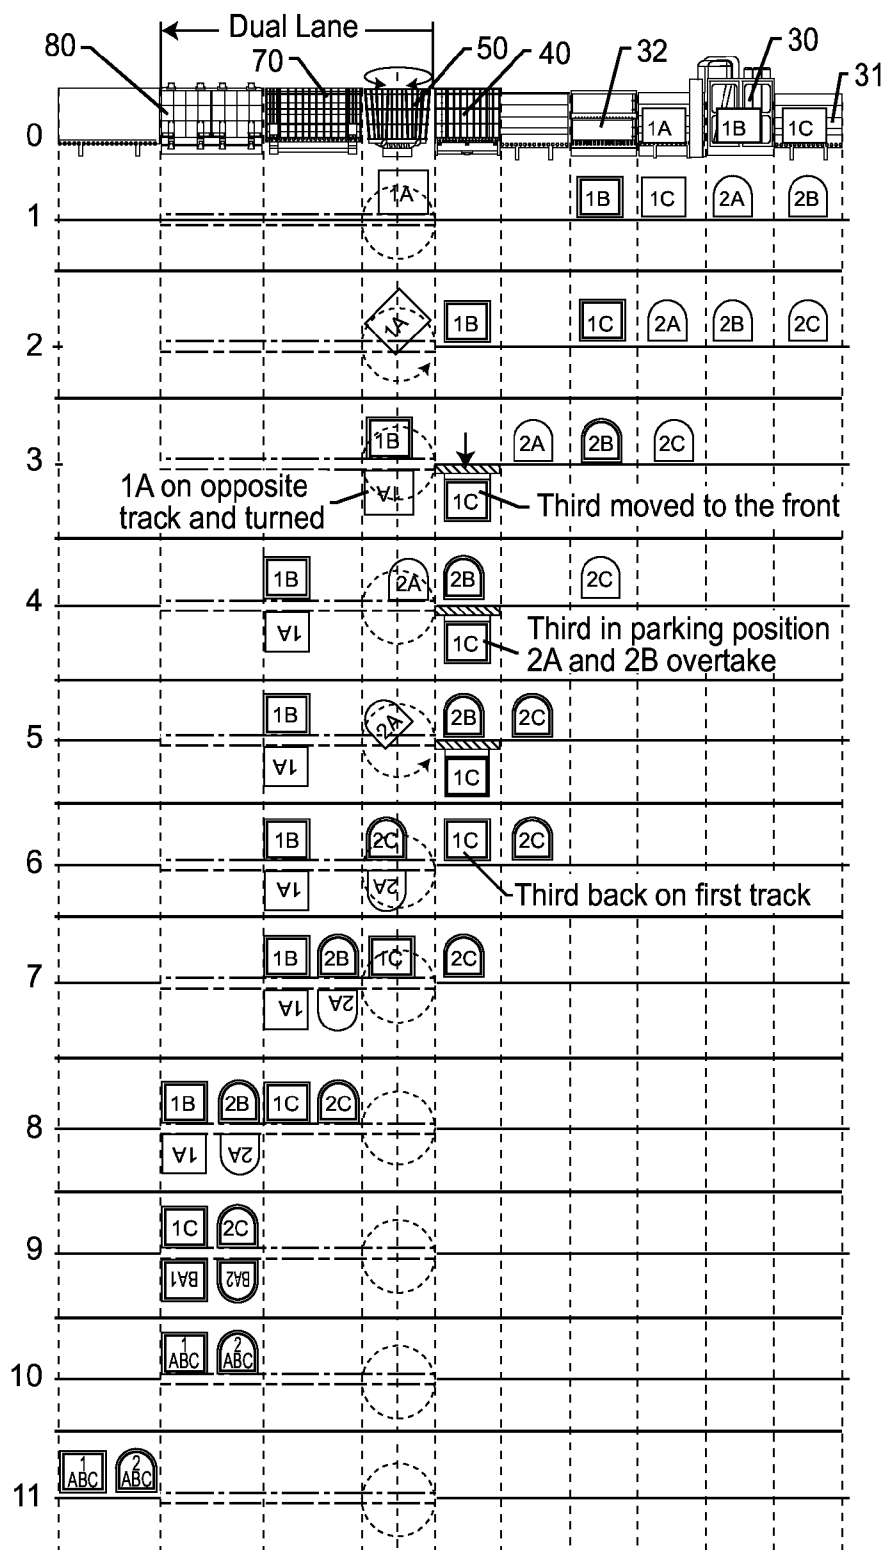 Dual Lane
80
70
50
40
32
30
31
0
1A
1B
1C
1
1A
1B
1C
2A
2B
2
1A
1B
1C
2A
2B
2C
3
1B
2A
2B
2C
1A
1C
1A on opposite
track and turned
Third moved to the front
4
1B
2A
2B
2C
1A
1C
Third in parking position
2A and 2B overtake
5
1B
2A
2B
2C
1A
1C
6
1B
2C
1C
2C
1A
2A
Third back on first track
7
1B
2B
1C
2C
1A
2A
8
1B
2B
1C
2C
1A
2A
9
1C
2C
BA1
BA2
10
1
ABC
2
ABC
11
1
ABC
2
ABC